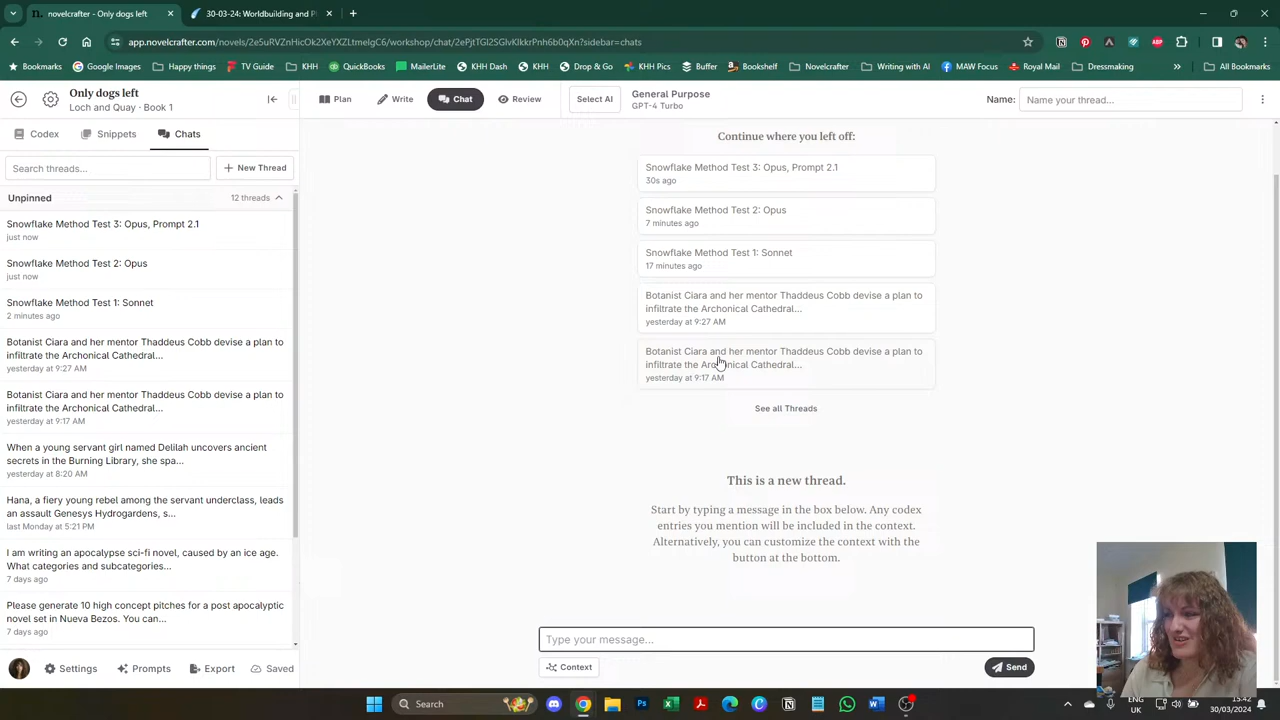 novelcrafter - Only dogs left
30-03-24: Worldbuilding and P
app.novelcrafter.com/novels/2e5uRVZnHicOk2XeYXZLtmelgC6/workshop/chat/2ePjtTGl2SGlvKlkkrPnh6b0qXn?sidebar=chats
Bookmarks
Google Images
Happy things
TV Guide
KHH
QuickBooks
MailerLite
KHH Dash
Drop & Go
KHH Pics
Buffer
Bookshelf
Novelcrafter
Writing with AI
MAW Focus
Royal Mail
Dressmaking
All Bookmarks
Only dogs left
Loch and Quay - Book 1
Plan
Write
Chat
Review
Select AI
General Purpose
GPT-4 Turbo
Name:
Name your thread...
Codex
Snippets
Chats
Search threads...
New Thread
Unpinned
12 threads
Snowflake Method Test 3: Opus, Prompt 2.1
just now
Snowflake Method Test 2: Opus
just now
Snowflake Method Test 1: Sonnet
2 minutes ago
Botanist Ciara and her mentor Thaddeus Cobb devise a plan to
infiltrate the Archonical Cathedral...
yesterday at 9:27 AM
Botanist Ciara and her mentor Thaddeus Cobb devise a plan to
infiltrate the Archonical Cathedral...
yesterday at 9:17 AM
When a young servant girl named Delilah uncovers ancient
secrets in the Burning Library, she spa...
yesterday at 8:20 AM
Hana, a fiery young rebel among the servant underclass, leads
an assault Genesys Hydrogardens, s...
last Monday at 5:21 PM
I am writing an apocalypse sci-fi novel, caused by an ice age.
What categories and subcategories...
7 days ago
Please generate 10 high concept pitches for a post apocalyptic
novel set in Nueva Bezos. You can...
7 days ago
Settings
Prompts
Export
Saved
Continue where you left off:
Snowflake Method Test 3: Opus, Prompt 2.1
30s ago
Snowflake Method Test 2: Opus
7 minutes ago
Snowflake Method Test 1: Sonnet
17 minutes ago
Botanist Ciara and her mentor Thaddeus Cobb devise a plan to
infiltrate the Archonical Cathedral...
yesterday at 9:27 AM
Botanist Ciara and her mentor Thaddeus Cobb devise a plan to
infiltrate the Archonical Cathedral...
yesterday at 9:17 AM
See all Threads
This is a new thread.
Start by typing a message in the box below. Any codex
entries you mention will be included in the context.
Alternatively, you can customize the context with the
button at the bottom.
Type your message...
Context
Send
Search
ENG
UK
15:42
30/03/2024